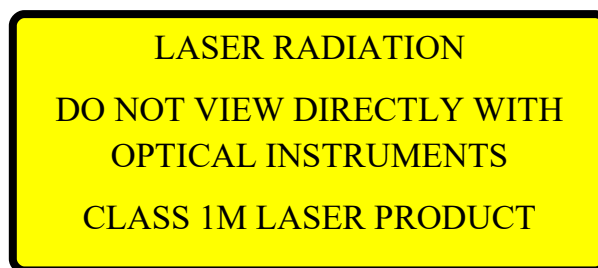 LASER RADIATION
DO NOT VIEW DIRECTLY WITH
OPTICAL INSTRUMENTS
CLASS 1M LASER PRODUCT